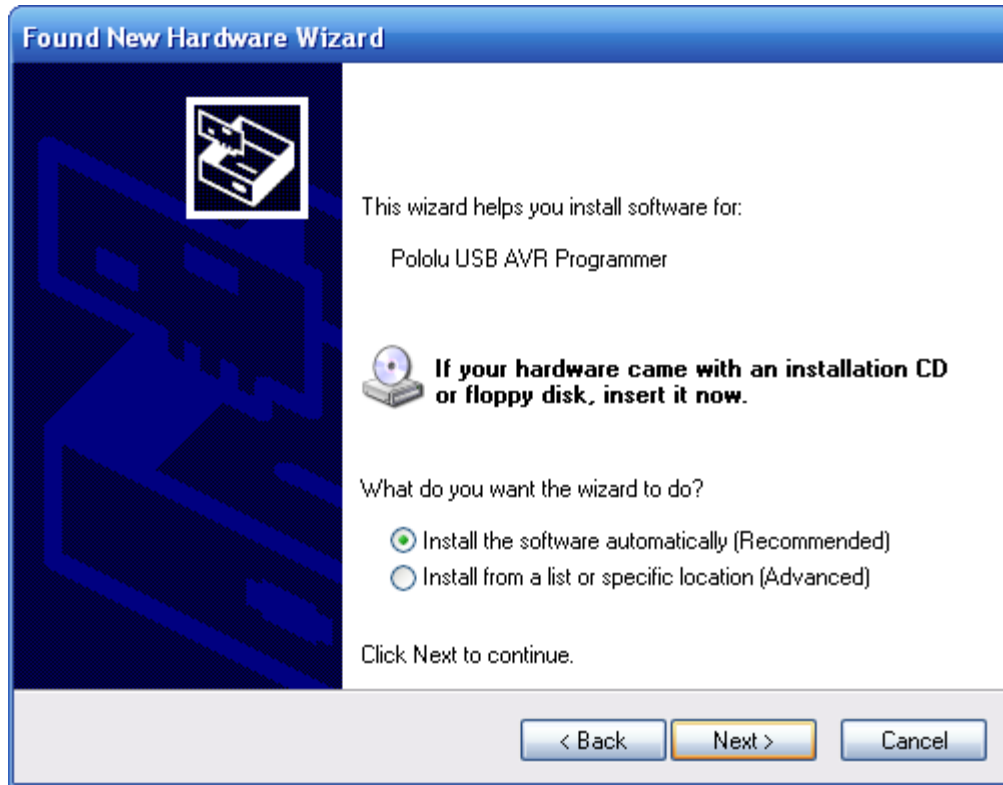 Found New Hardware Wizard
This wizard helps you install software for:
Pololu USB AVR Programmer
If your hardware came with an installation CD
or floppy disk, insert it now.
What do you want the wizard to do?
Install the software automatically (Recommended)
Install from a list or specific location (Advanced)
Click Next to continue.
< Back Next > Cancel